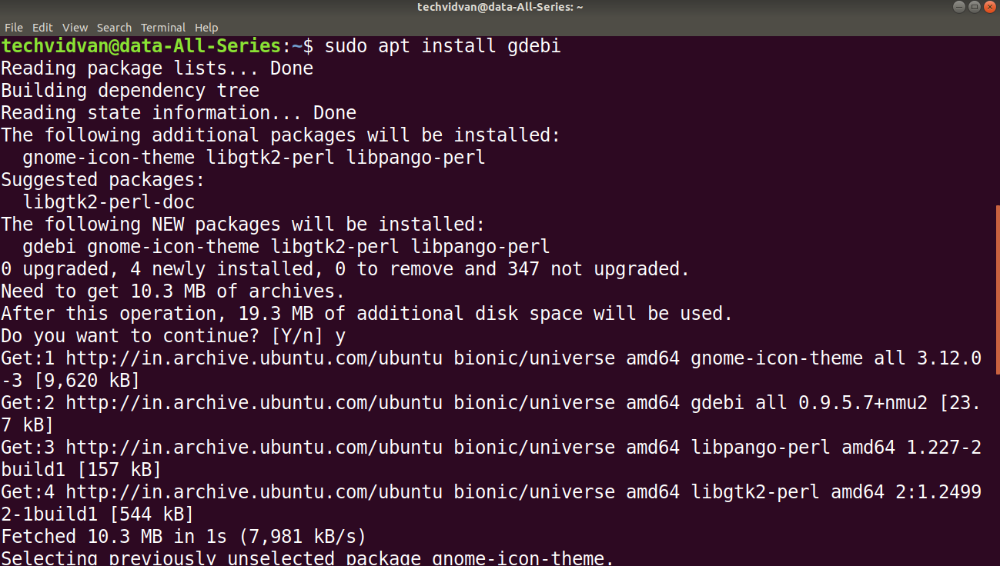 techvidvan@data-All-Series: ~
File Edit View Search Terminal Help
techvidvan@data-All-Series:~$ sudo apt install gdebi
Reading package lists... Done
Building dependency tree
Reading state information... Done
The following additional packages will be installed:
  gnome-icon-theme libgtk2-perl libpango-perl
Suggested packages:
  libgtk2-perl-doc
The following NEW packages will be installed:
  gdebi gnome-icon-theme libgtk2-perl libpango-perl
0 upgraded, 4 newly installed, 0 to remove and 347 not upgraded.
Need to get 10.3 MB of archives.
After this operation, 19.3 MB of additional disk space will be used.
Do you want to continue? [Y/n] y
Get:1 http://in.archive.ubuntu.com/ubuntu bionic/universe amd64 gnome-icon-theme all 3.12.0
-3 [9,620 kB]
Get:2 http://in.archive.ubuntu.com/ubuntu bionic/universe amd64 gdebi all 0.9.5.7+nmu2 [23.
7 kB]
Get:3 http://in.archive.ubuntu.com/ubuntu bionic/universe amd64 libpango-perl amd64 1.227-2
build1 [157 kB]
Get:4 http://in.archive.ubuntu.com/ubuntu bionic/universe amd64 libgtk2-perl amd64 2:1.2499
2-1build1 [544 kB]
Fetched 10.3 MB in 1s (7,981 kB/s)
Selecting previously unselected package gnome-icon-theme.